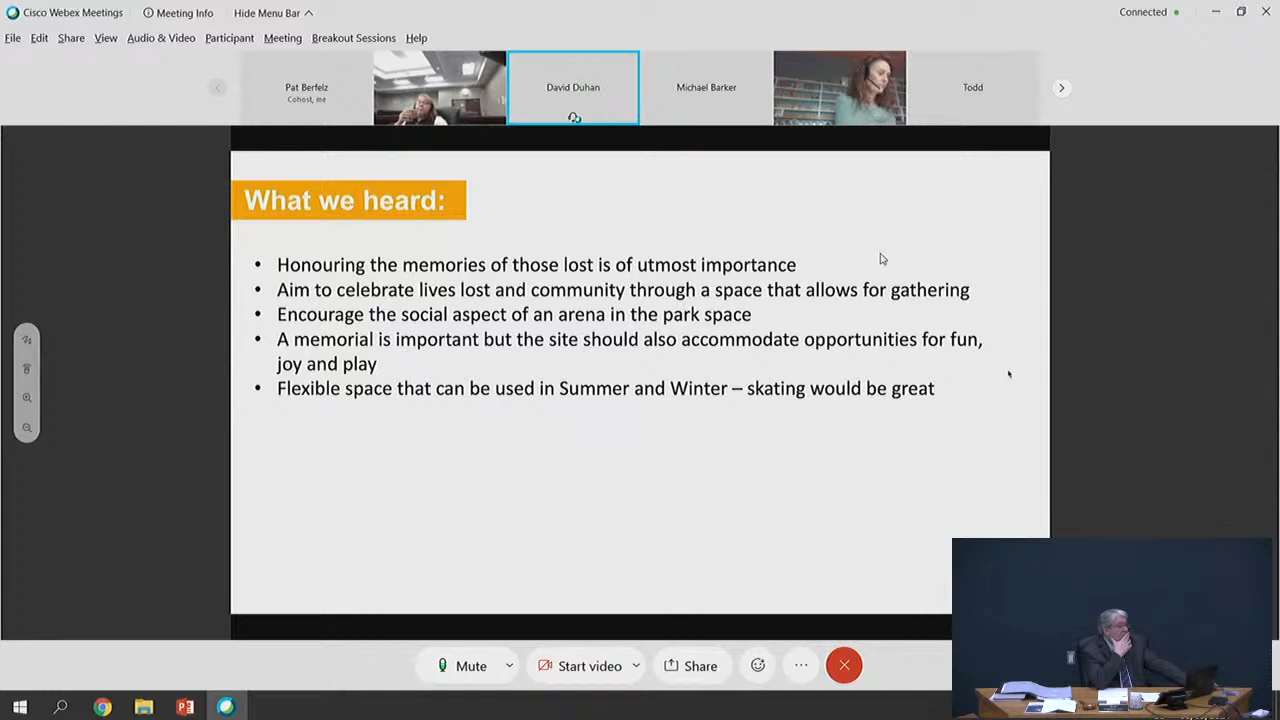 Cisco Webex Meetings
Meeting Info
Hide Menu Bar
Connected
File Edit Share View Audio & Video Participant Meeting Breakout Sessions Help
Pat Berfelz
Cohost, me
David Duhan
Michael Barker
Todd
What we heard:
• Honouring the memories of those lost is of utmost importance
• Aim to celebrate lives lost and community through a space that allows for gathering
• Encourage the social aspect of an arena in the park space
• A memorial is important but the site should also accommodate opportunities for fun,
joy and play
• Flexible space that can be used in Summer and Winter – skating would be great
Mute
Start video
Share